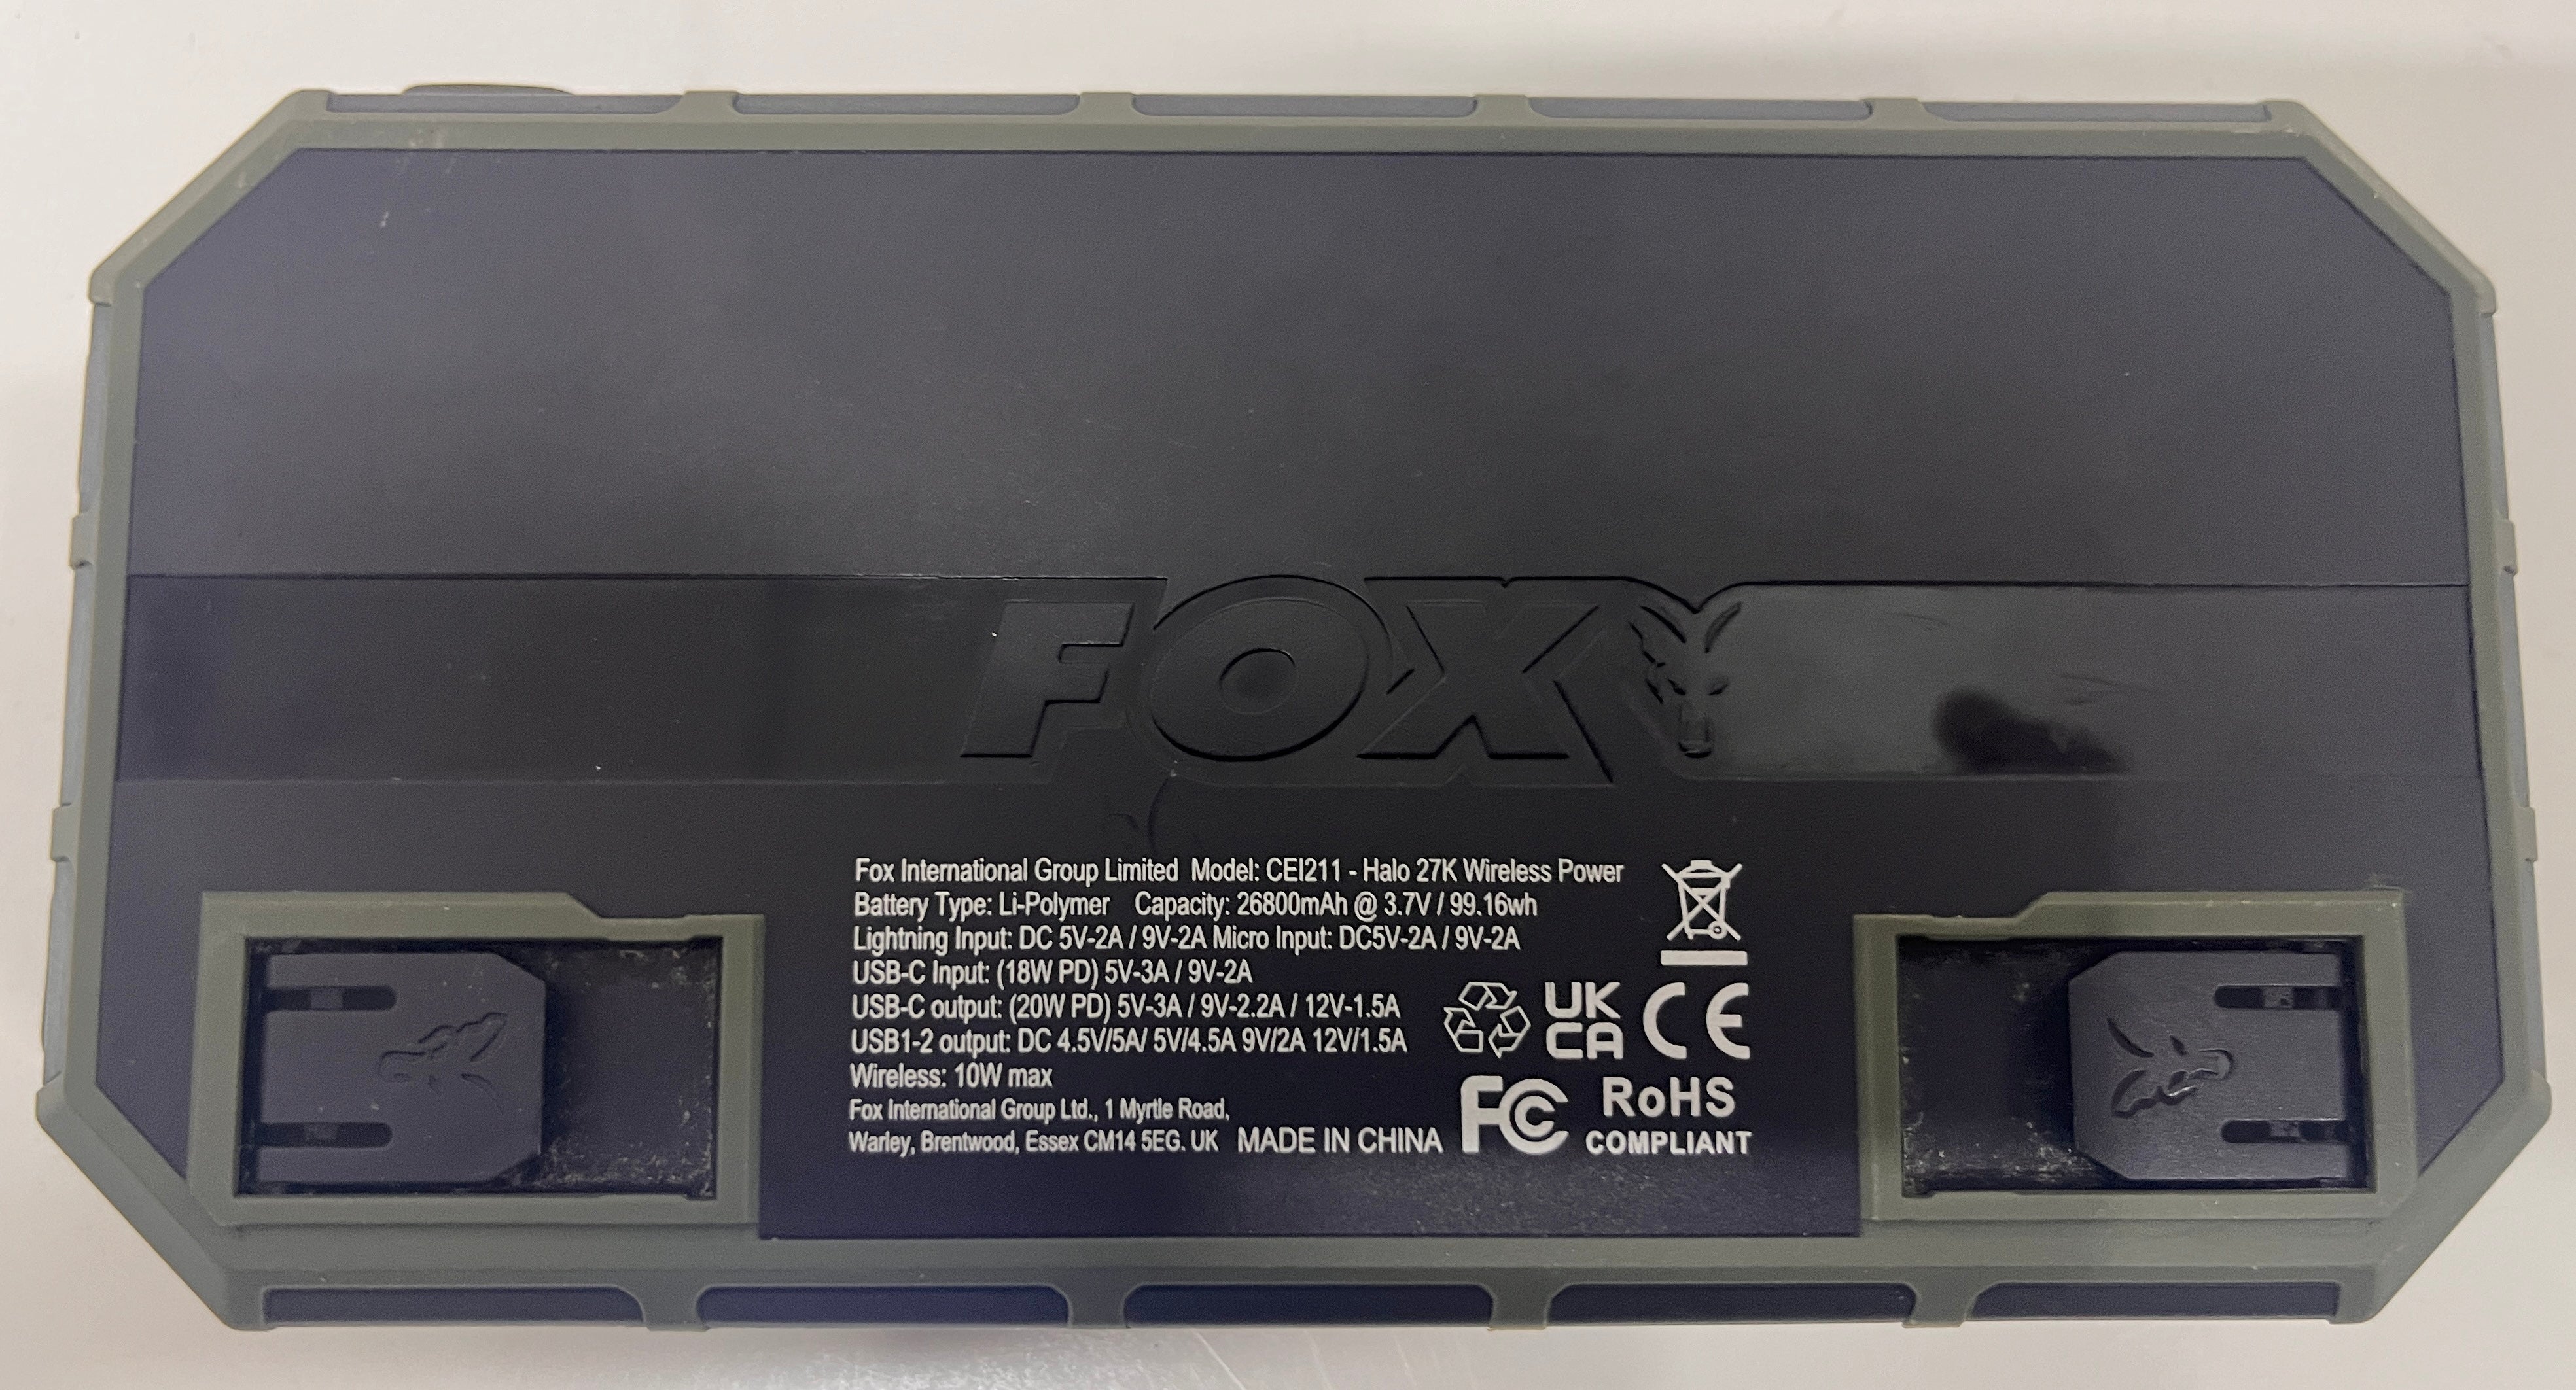 FOX
Fox International Group Limited Model: CEI211 - Halo 27K Wireless Power
Battery Type: Li-Polymer Capacity: 26800mAh @ 3.7V / 99.16wh
Lightning Input: DC 5V-2A / 9V-2A Micro Input: DC5V-2A / 9V-2A
USB-C Input: (18W PD) 5V-3A / 9V-2A
USB-C output: (20W PD) 5V-3A / 9V-2.2A / 12V-1.5A
USB1-2 output: DC 4.5V/5A/ 5V/4.5A 9V/2A 12V/1.5A
Wireless: 10W max
Fox International Group Ltd., 1 Myrtle Road,
Warley, Brentwood, Essex CM14 5EG. UK MADE IN CHINA
UK
CA CE
FC RoHS
COMPLIANT